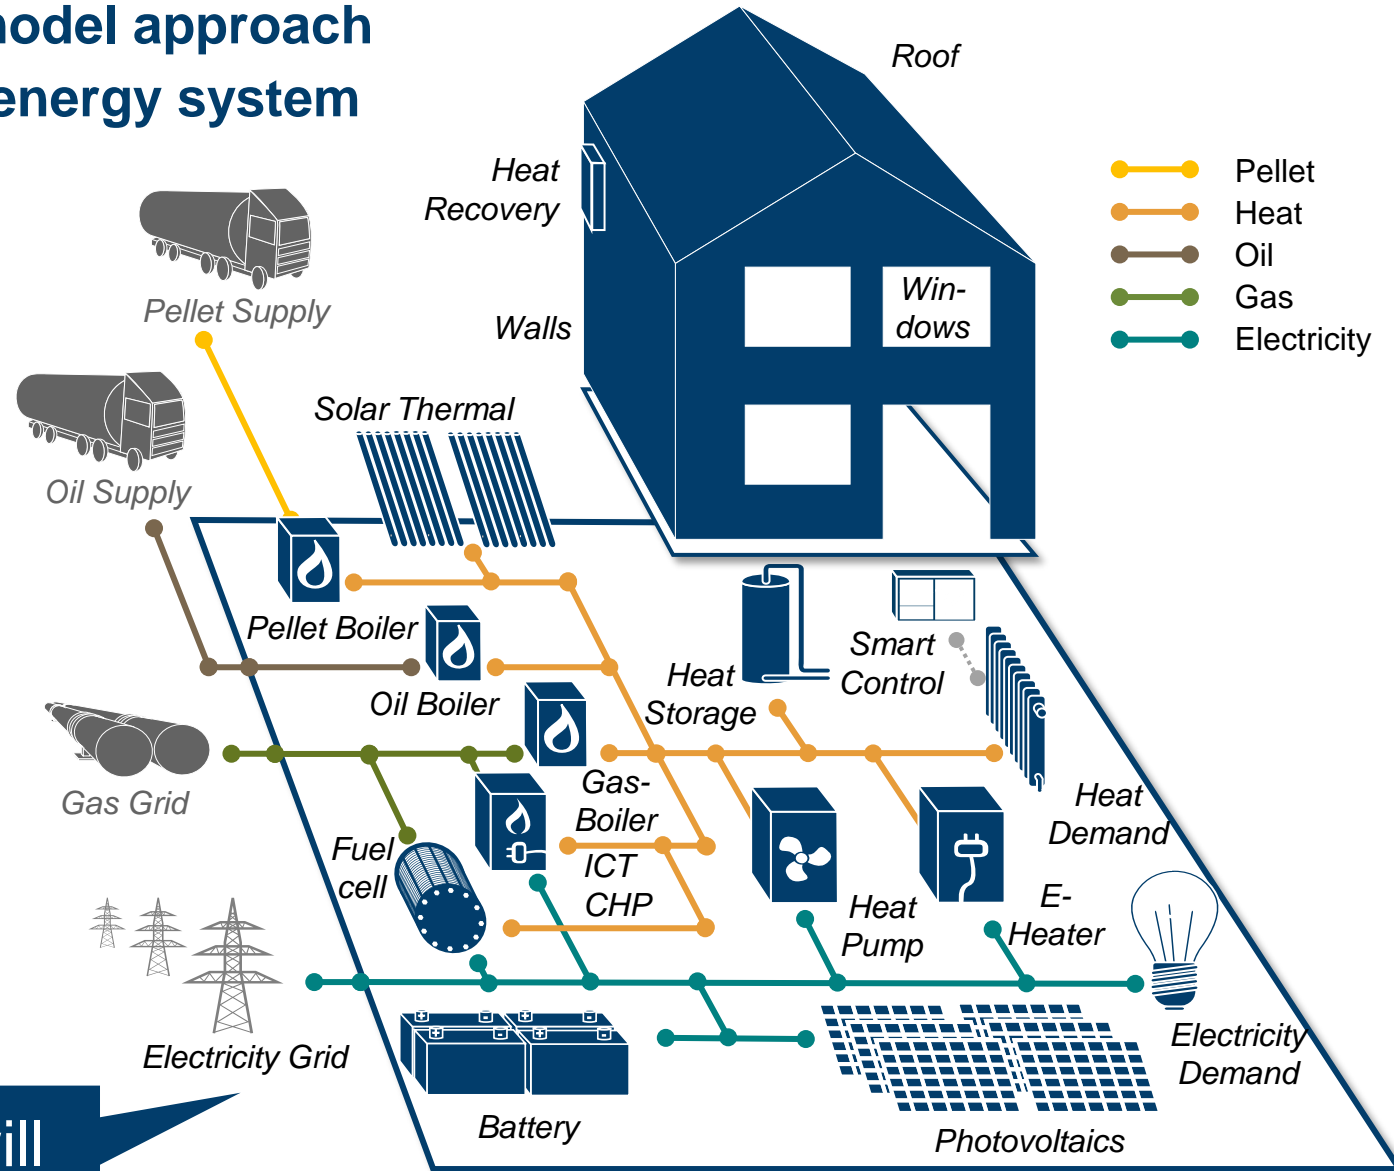 model approach
energy system
Roof
Heat
Recovery
Pellet
Heat
Oil
Gas
Electricity
Pellet Supply
Walls
Win-
dows
Solar Thermal
Oil Supply
Pellet Boiler
Smart
Control
Heat
Storage
Oil Boiler
Gas Grid
Gas-
Boiler
Heat
Demand
Fuel
cell
ICT
CHP
Heat
Pump
E-
Heater
Electricity Grid
Electricity
Demand
Battery
Photovoltaics
ill